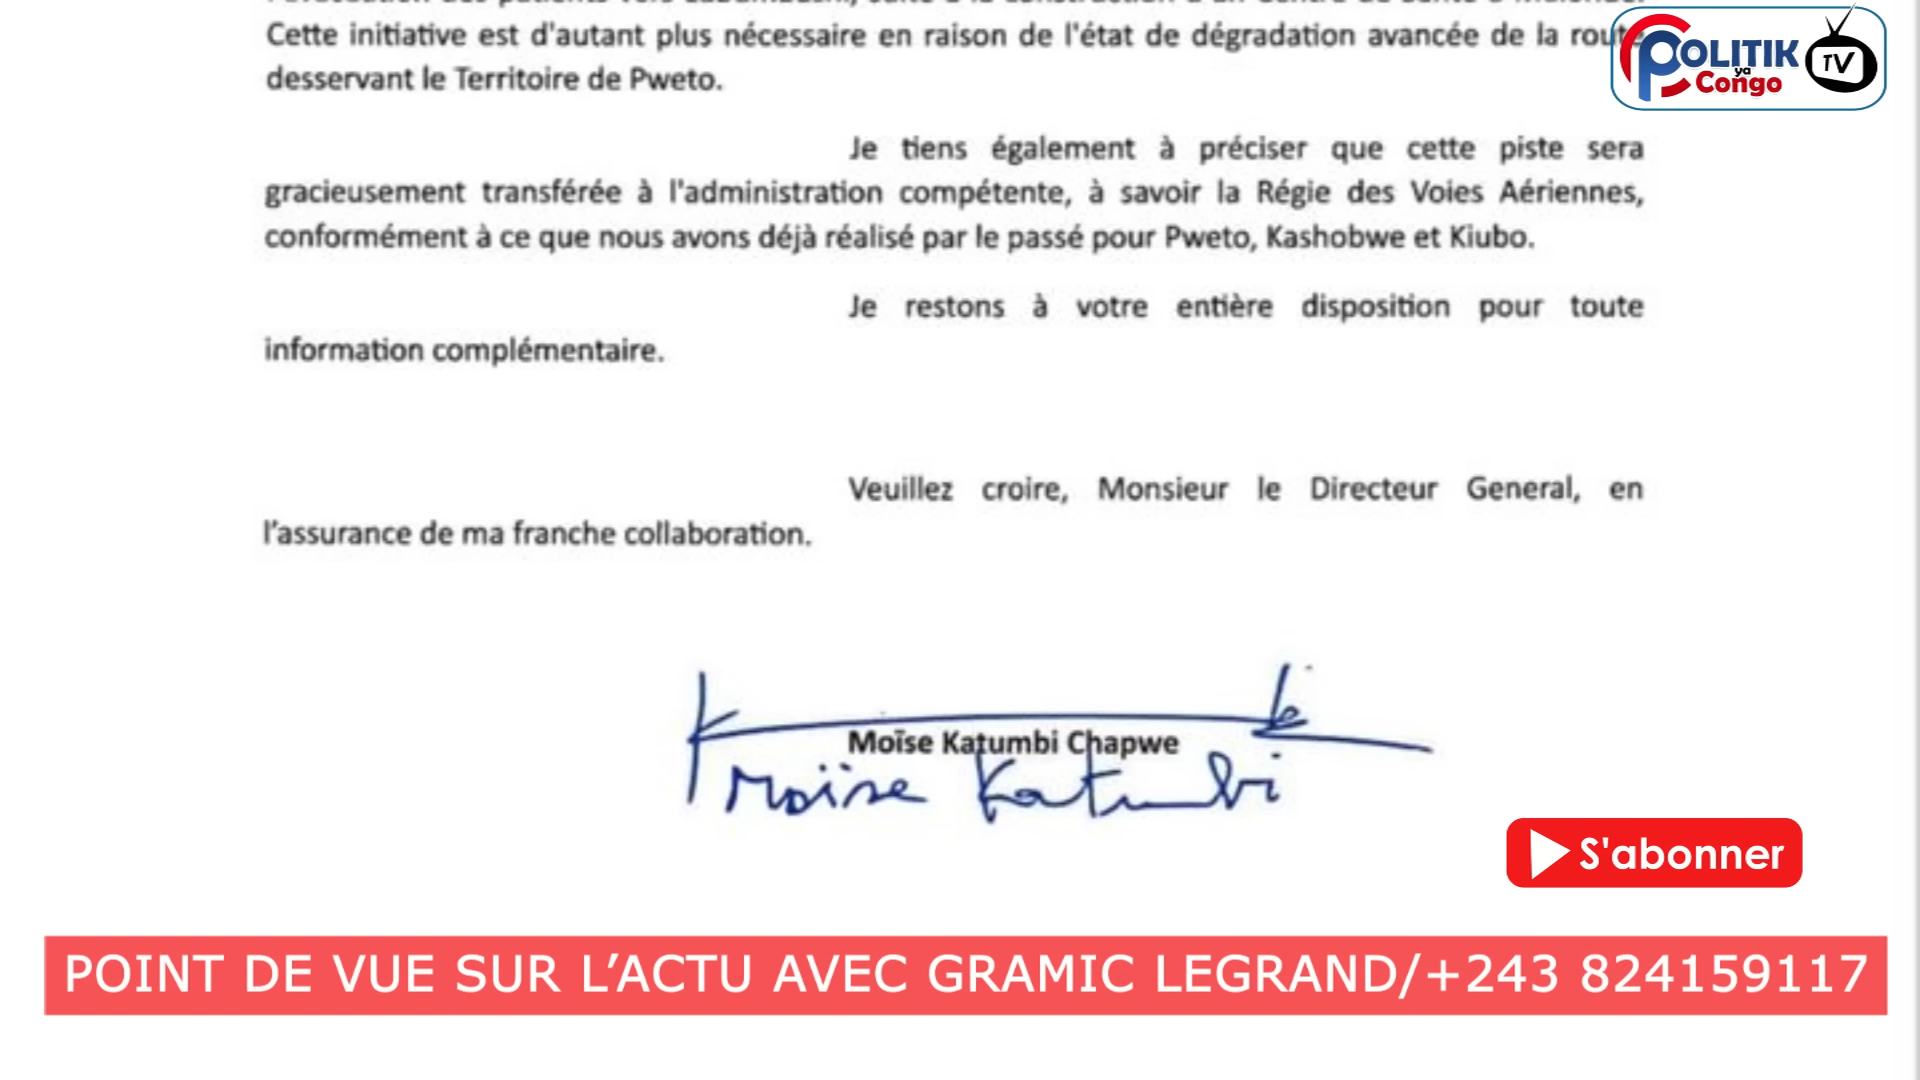 Cette initiative est d'autant plus nécessaire en raison de l'état de dégradation avancée de la route
desservant le Territoire de Pweto.
POLITIK
ya
Congo
TV
Je tiens également à préciser que cette piste sera
gracieusement transférée à l'administration compétente, à savoir la Régie des Voies Aériennes,
conformément à ce que nous avons déjà réalisé par le passé pour Pweto, Kashobwe et Kiubo.
Je restons à votre entière disposition pour toute
information complémentaire.
Veuillez croire, Monsieur le Directeur General, en
l'assurance de ma franche collaboration.
Moïse Katumbi Chapwe
Moïse Katumbi
S'abonner
POINT DE VUE SUR L'ACTU AVEC GRAMIC LEGRAND/+243 824159117